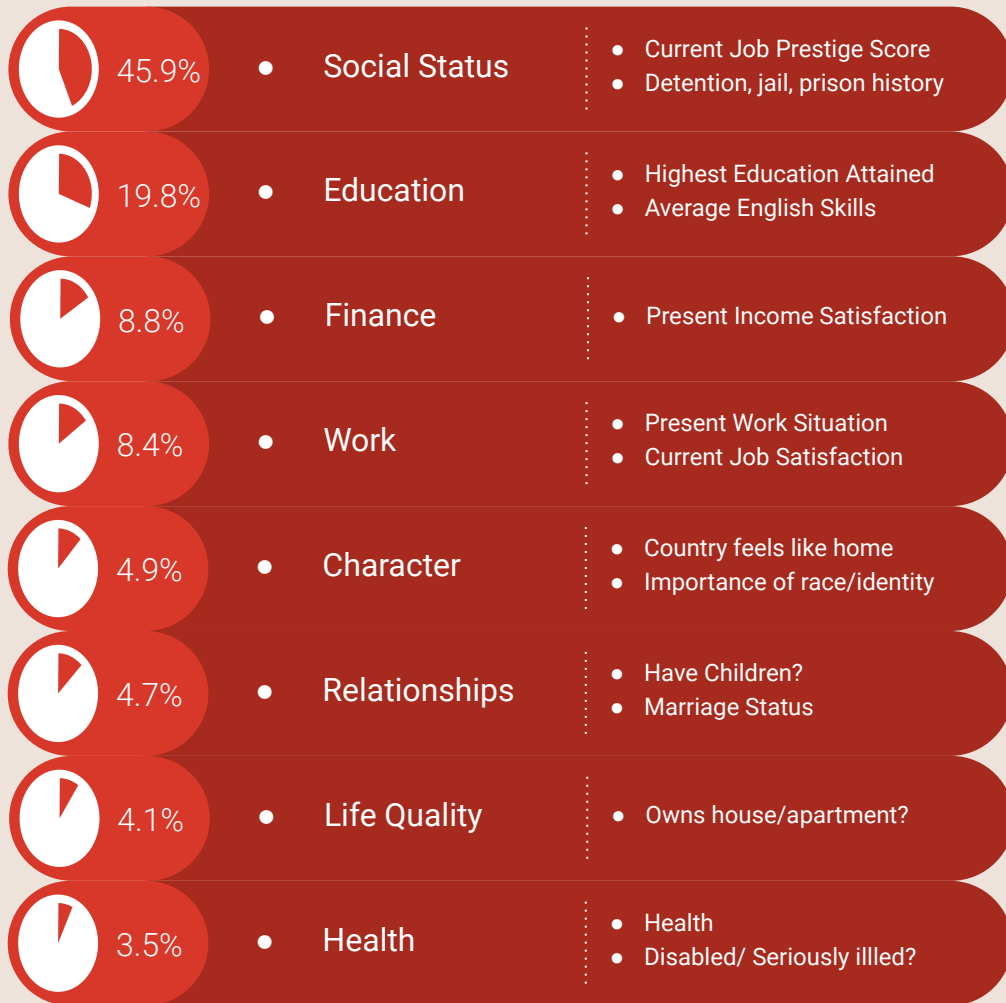 45.9%
Social Status
Current Job Prestige Score
Detention, jail, prison history
19.8%
Education
Highest Education Attained
Average English Skills
8.8%
Finance
Present Income Satisfaction
8.4%
Work
Present Work Situation
Current Job Satisfaction
4.9%
Character
Country feels like home
Importance of race/identity
4.7%
Relationships
Have Children?
Marriage Status
4.1%
Life Quality
Owns house/apartment?
3.5%
Health
Health
Disabled/ Seriously illled?